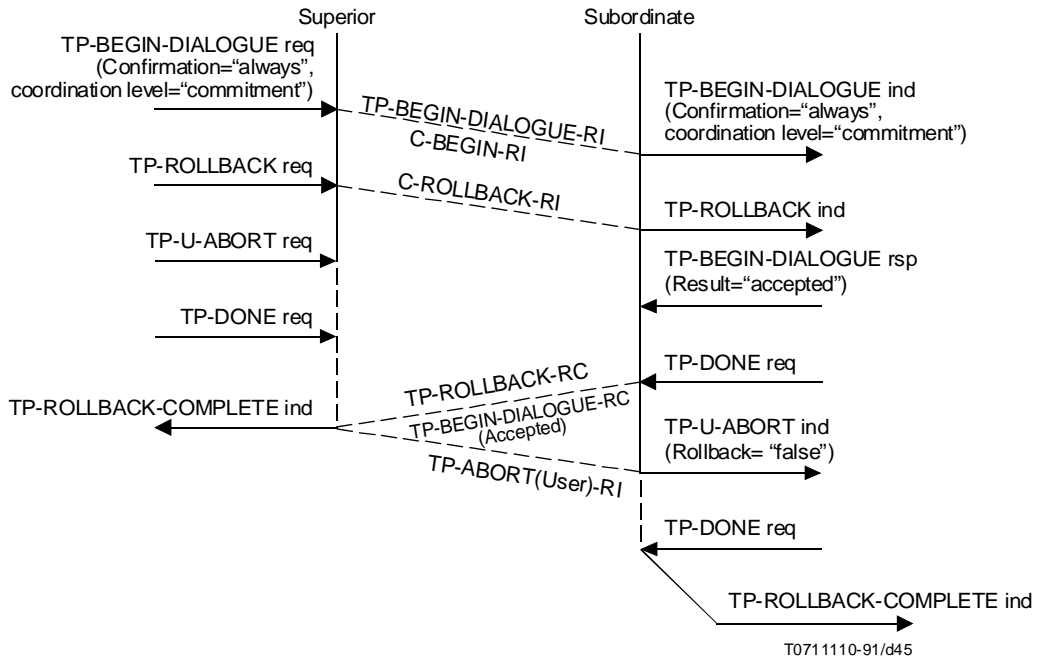 Superior
Subordinate
TP-BEGIN-DIALOGUE req
(Confirmation="always",
coordination level="commitment")
TP-BEGIN-DIALOGUE-RI
C-BEGIN-RI
TP-BEGIN-DIALOGUE ind
(Confirmation="always",
coordination level="commitment")
TP-ROLLBACK req
C-ROLLBACK-RI
TP-ROLLBACK ind
TP-U-ABORT req
TP-BEGIN-DIALOGUE rsp
(Result="accepted")
TP-DONE req
TP-DONE req
TP-ROLLBACK-RC
TP-ROLLBACK-COMPLETE ind
TP-BEGIN-DIALOGUE-RC
(Accepted)
TP-U-ABORT ind
(Rollback= "false")
TP-ABORT(User)-RI
TP-DONE req
TP-ROLLBACK-COMPLETE ind
T0711110-91/d45